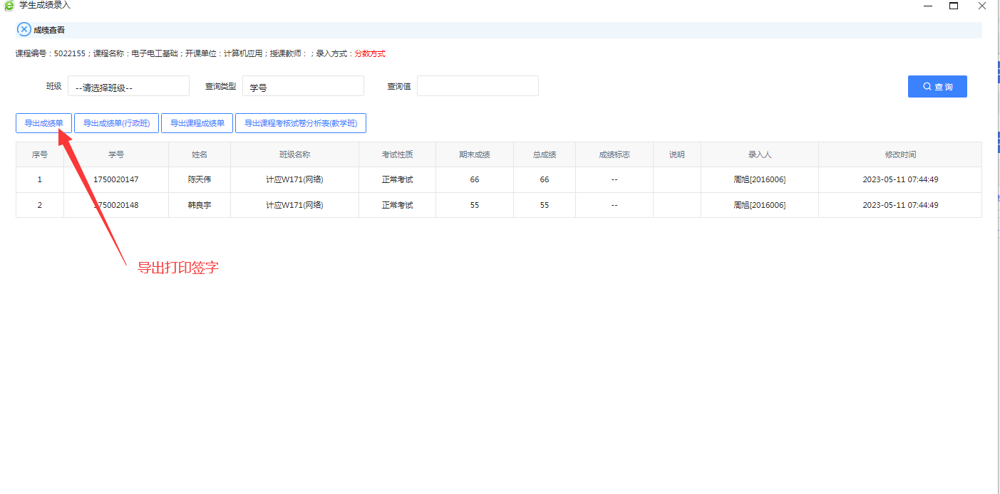 学生成绩录入
成绩查看
课程编号：5022155；课程名称：电子电工基础；开课单位：计算机应用；授课教师：；录入方式：分数方式
班级 --请选择班级-- 查询类型 学号 查询值 查询
导出成绩单 导出成绩单(行政班) 导出课程成绩单 导出课程考核试卷分析表(教学班)
序号 学号 姓名 班级名称 考试性质 期末成绩 总成绩 成绩标志 说明 录入人 修改时间
1 1750020147 陈天伟 计应W171(网络) 正常考试 66 66 -- 周旭[2016006] 2023-05-11 07:44:49
2 1750020148 韩良宇 计应W171(网络) 正常考试 55 55 -- 周旭[2016006] 2023-05-11 07:44:49
导出打印签字